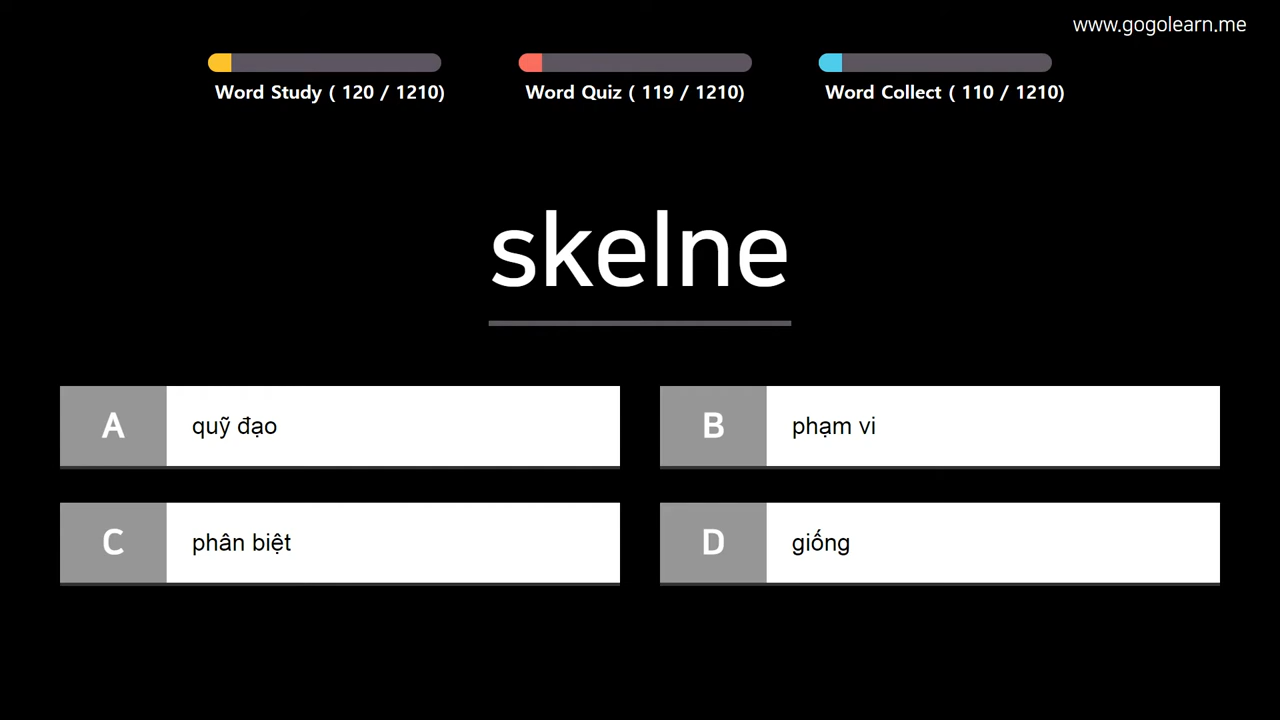 www.gogolearn.me
Word Study ( 120 / 1210)
Word Quiz ( 119 / 1210)
Word Collect ( 110 / 1210)
skelne
A quỹ đạo
B phạm vi
C phân biệt
D giống